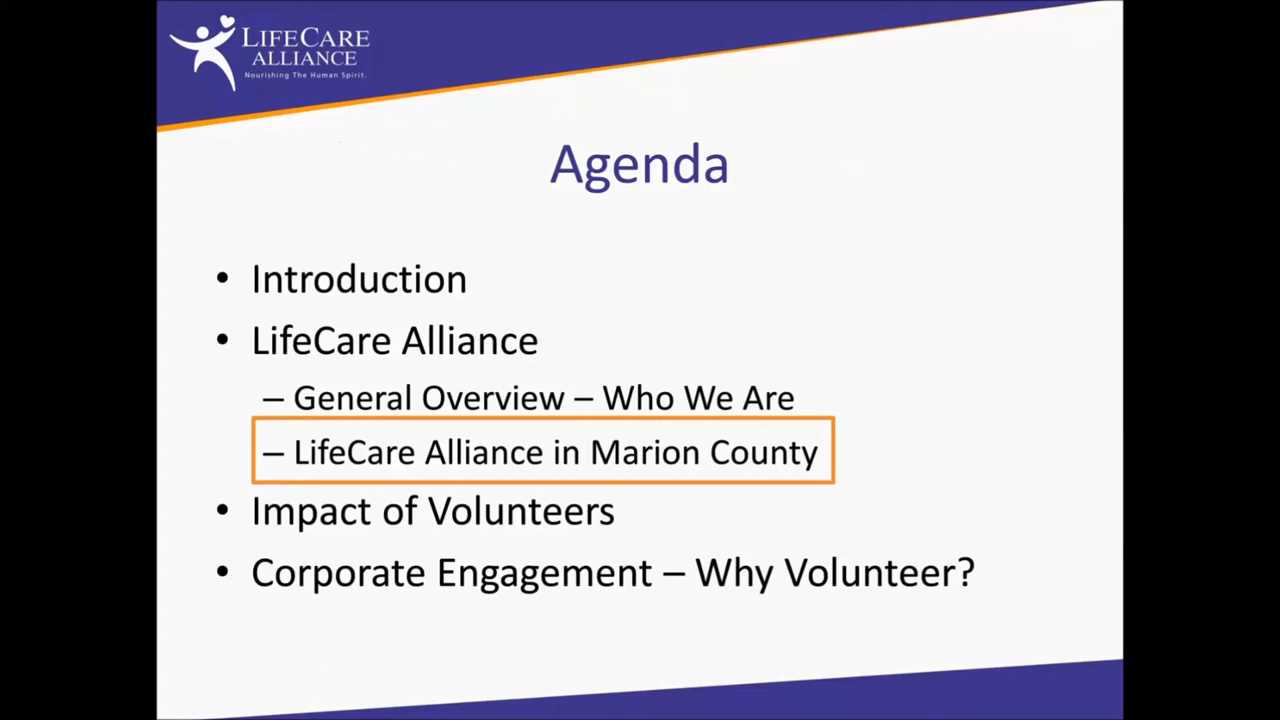 LIFECARE
ALLIANCE
Nourishing The Human Spirit.
Agenda
• Introduction
• LifeCare Alliance
– General Overview – Who We Are
– LifeCare Alliance in Marion County
• Impact of Volunteers
• Corporate Engagement – Why Volunteer?